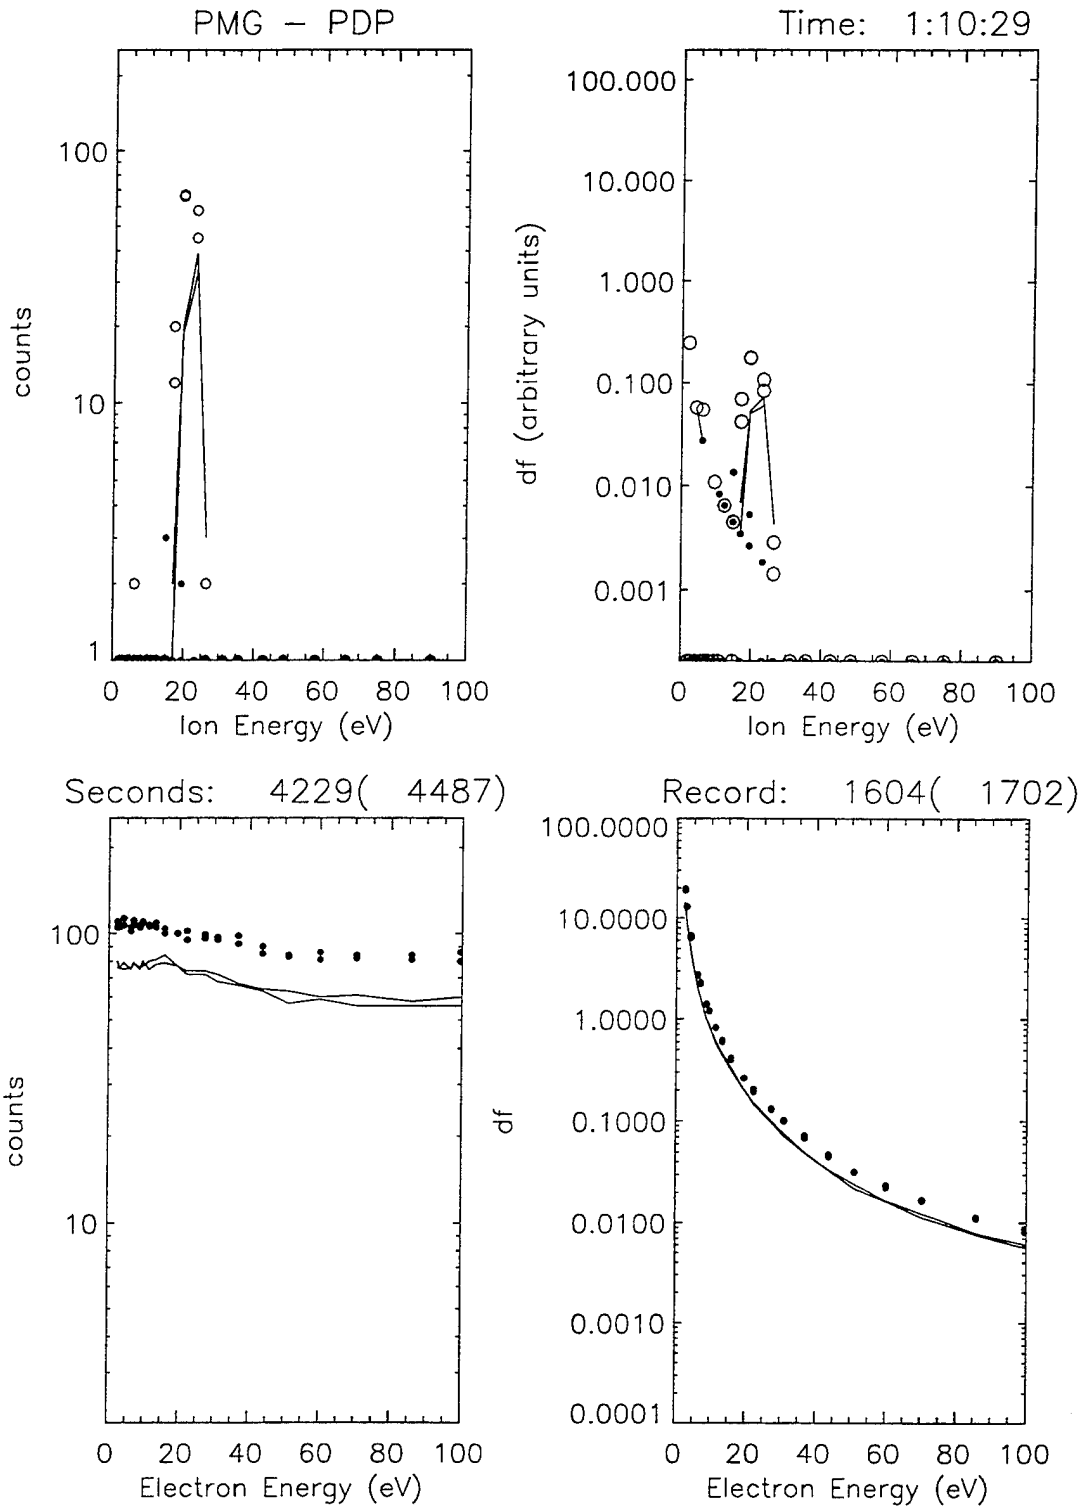 PMG - PDP
Time: 1:10:29
100
10
1
counts
0 20 40 60 80 100
Ion Energy (eV)
100.000
10.000
1.000
0.100
0.010
0.001
df (arbitrary units)
0 20 40 60 80 100
Ion Energy (eV)
Seconds: 4229( 4487)
Record: 1604( 1702)
100
10
counts
0 20 40 60 80 100
Electron Energy (eV)
100.0000
10.0000
1.0000
0.1000
0.0100
0.0010
0.0001
df
0 20 40 60 80 100
Electron Energy (eV)